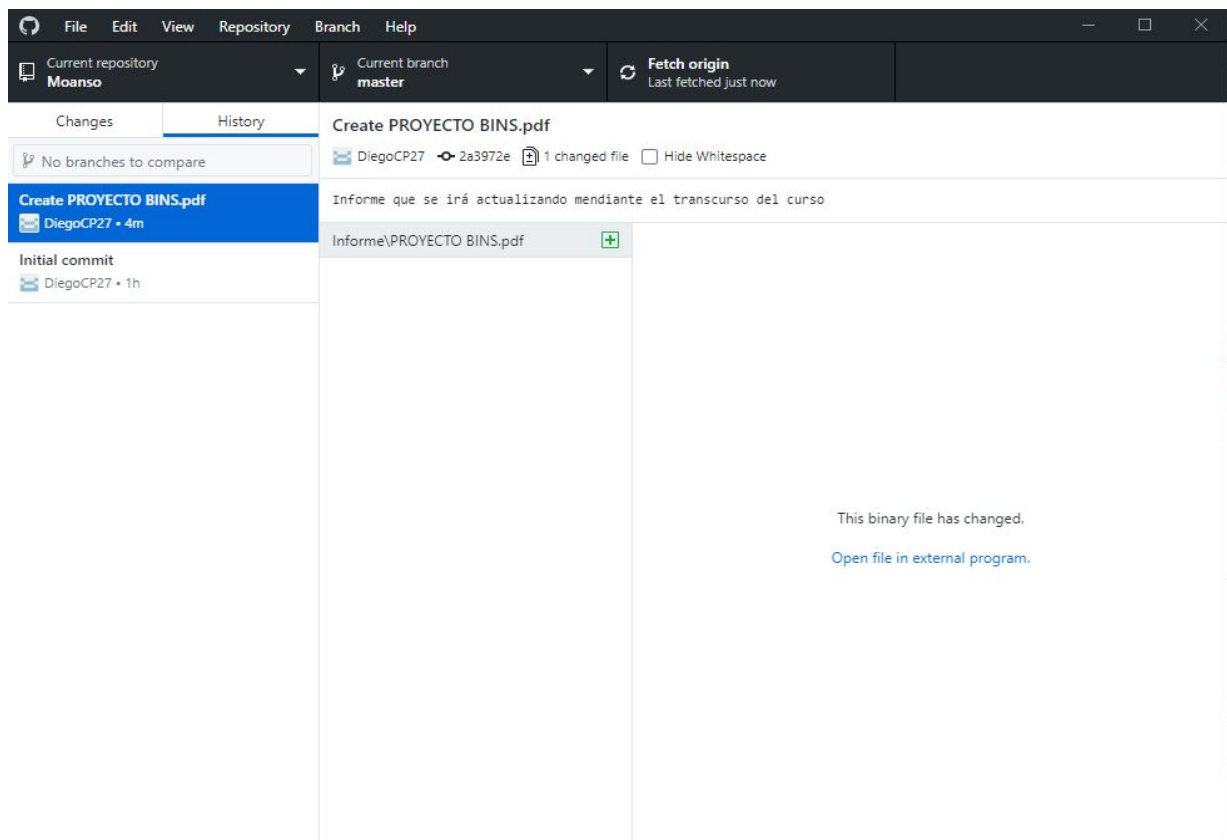 File Edit View Repository Branch Help
Current repository
Moanso
Current branch
master
Fetch origin
Last fetched just now
Changes History
No branches to compare
Create PROYECTO BINS.pdf
DiegoCP27 • 4m
Initial commit
DiegoCP27 • 1h
Create PROYECTO BINS.pdf
DiegoCP27 2a3972e 1 changed file Hide Whitespace
Informe que se irá actualizando mendiante el transcurso del curso
Informe\PROYECTO BINS.pdf
This binary file has changed.
Open file in external program.